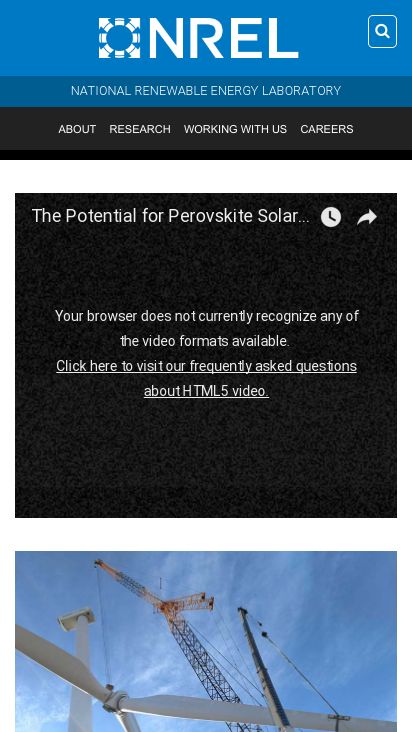 NREL
NATIONAL RENEWABLE ENERGY LABORATORY
ABOUT RESEARCH WORKING WITH US CAREERS
The Potential for Perovskite Solar...
Your browser does not currently recognize any of
the video formats available.
Click here to visit our frequently asked questions
about HTML5 video.